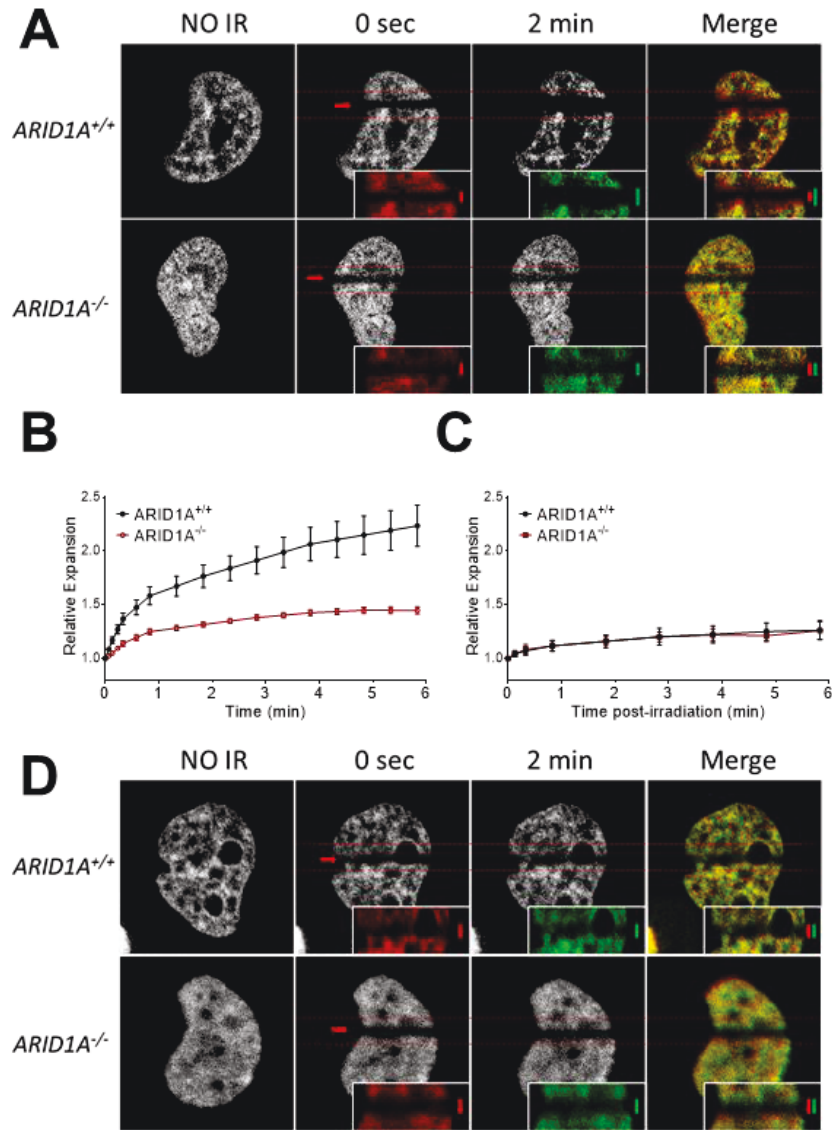 A
NO IR 0 sec 2 min Merge
ARID1A+/+
ARID1A-/-
B
Relative Expansion
2.5
2.0
1.5
1.0
ARID1A+/+
ARID1A-/-
0 1 2 3 4 5 6
Time (min)
C
Relative Expansion
2.5
2.0
1.5
1.0
ARID1A+/+
ARID1A-/-
0 1 2 3 4 5 6
Time post-irradiation (min)
D
NO IR 0 sec 2 min Merge
ARID1A+/+
ARID1A-/-